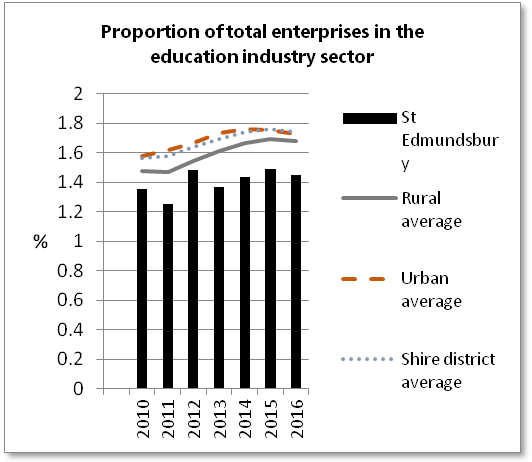 Proportion of total enterprises in the
education industry sector
2
1.8
1.6
1.4
1.2
1
0.8
0.6
0.4
0.2
0
%
2010
2011
2012
2013
2014
2015
2016
St
Edmundsbur
y
Rural
average
Urban
average
Shire district
average